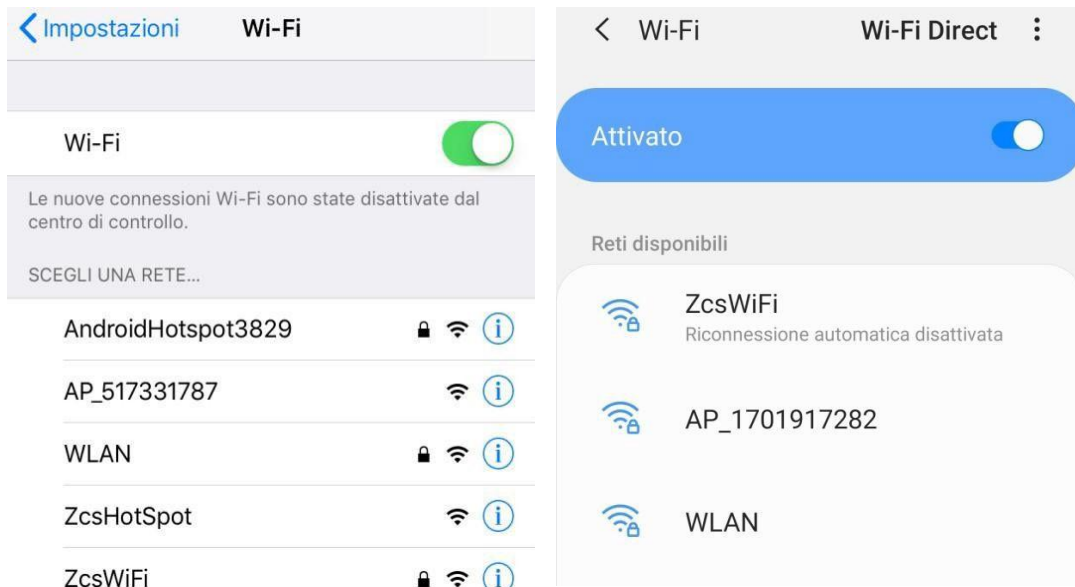 Impostazioni
Wi-Fi
Wi-Fi
Le nuove connessioni Wi-Fi sono state disattivate dal
centro di controllo.
SCEGLI UNA RETE...
AndroidHotspot3829
AP_517331787
WLAN
ZcsHotSpot
ZcsWiFi
Wi-Fi
Wi-Fi Direct
Attivato
Reti disponibili
ZcsWiFi
Riconnessione automatica disattivata
AP_1701917282
WLAN